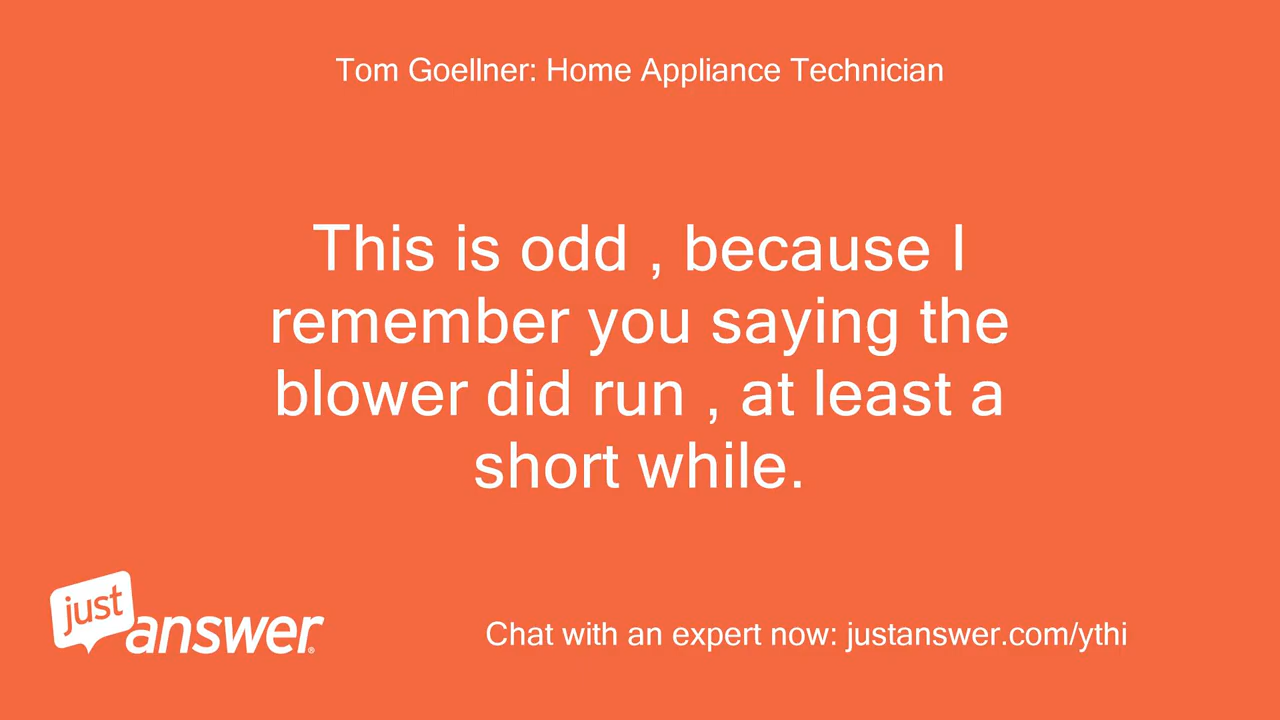 Tom Goellner: Home Appliance Technician
This is odd , because I
remember you saying the
blower did run , at least a
short while.
just
answer®
Chat with an expert now: justanswer.com/ythi